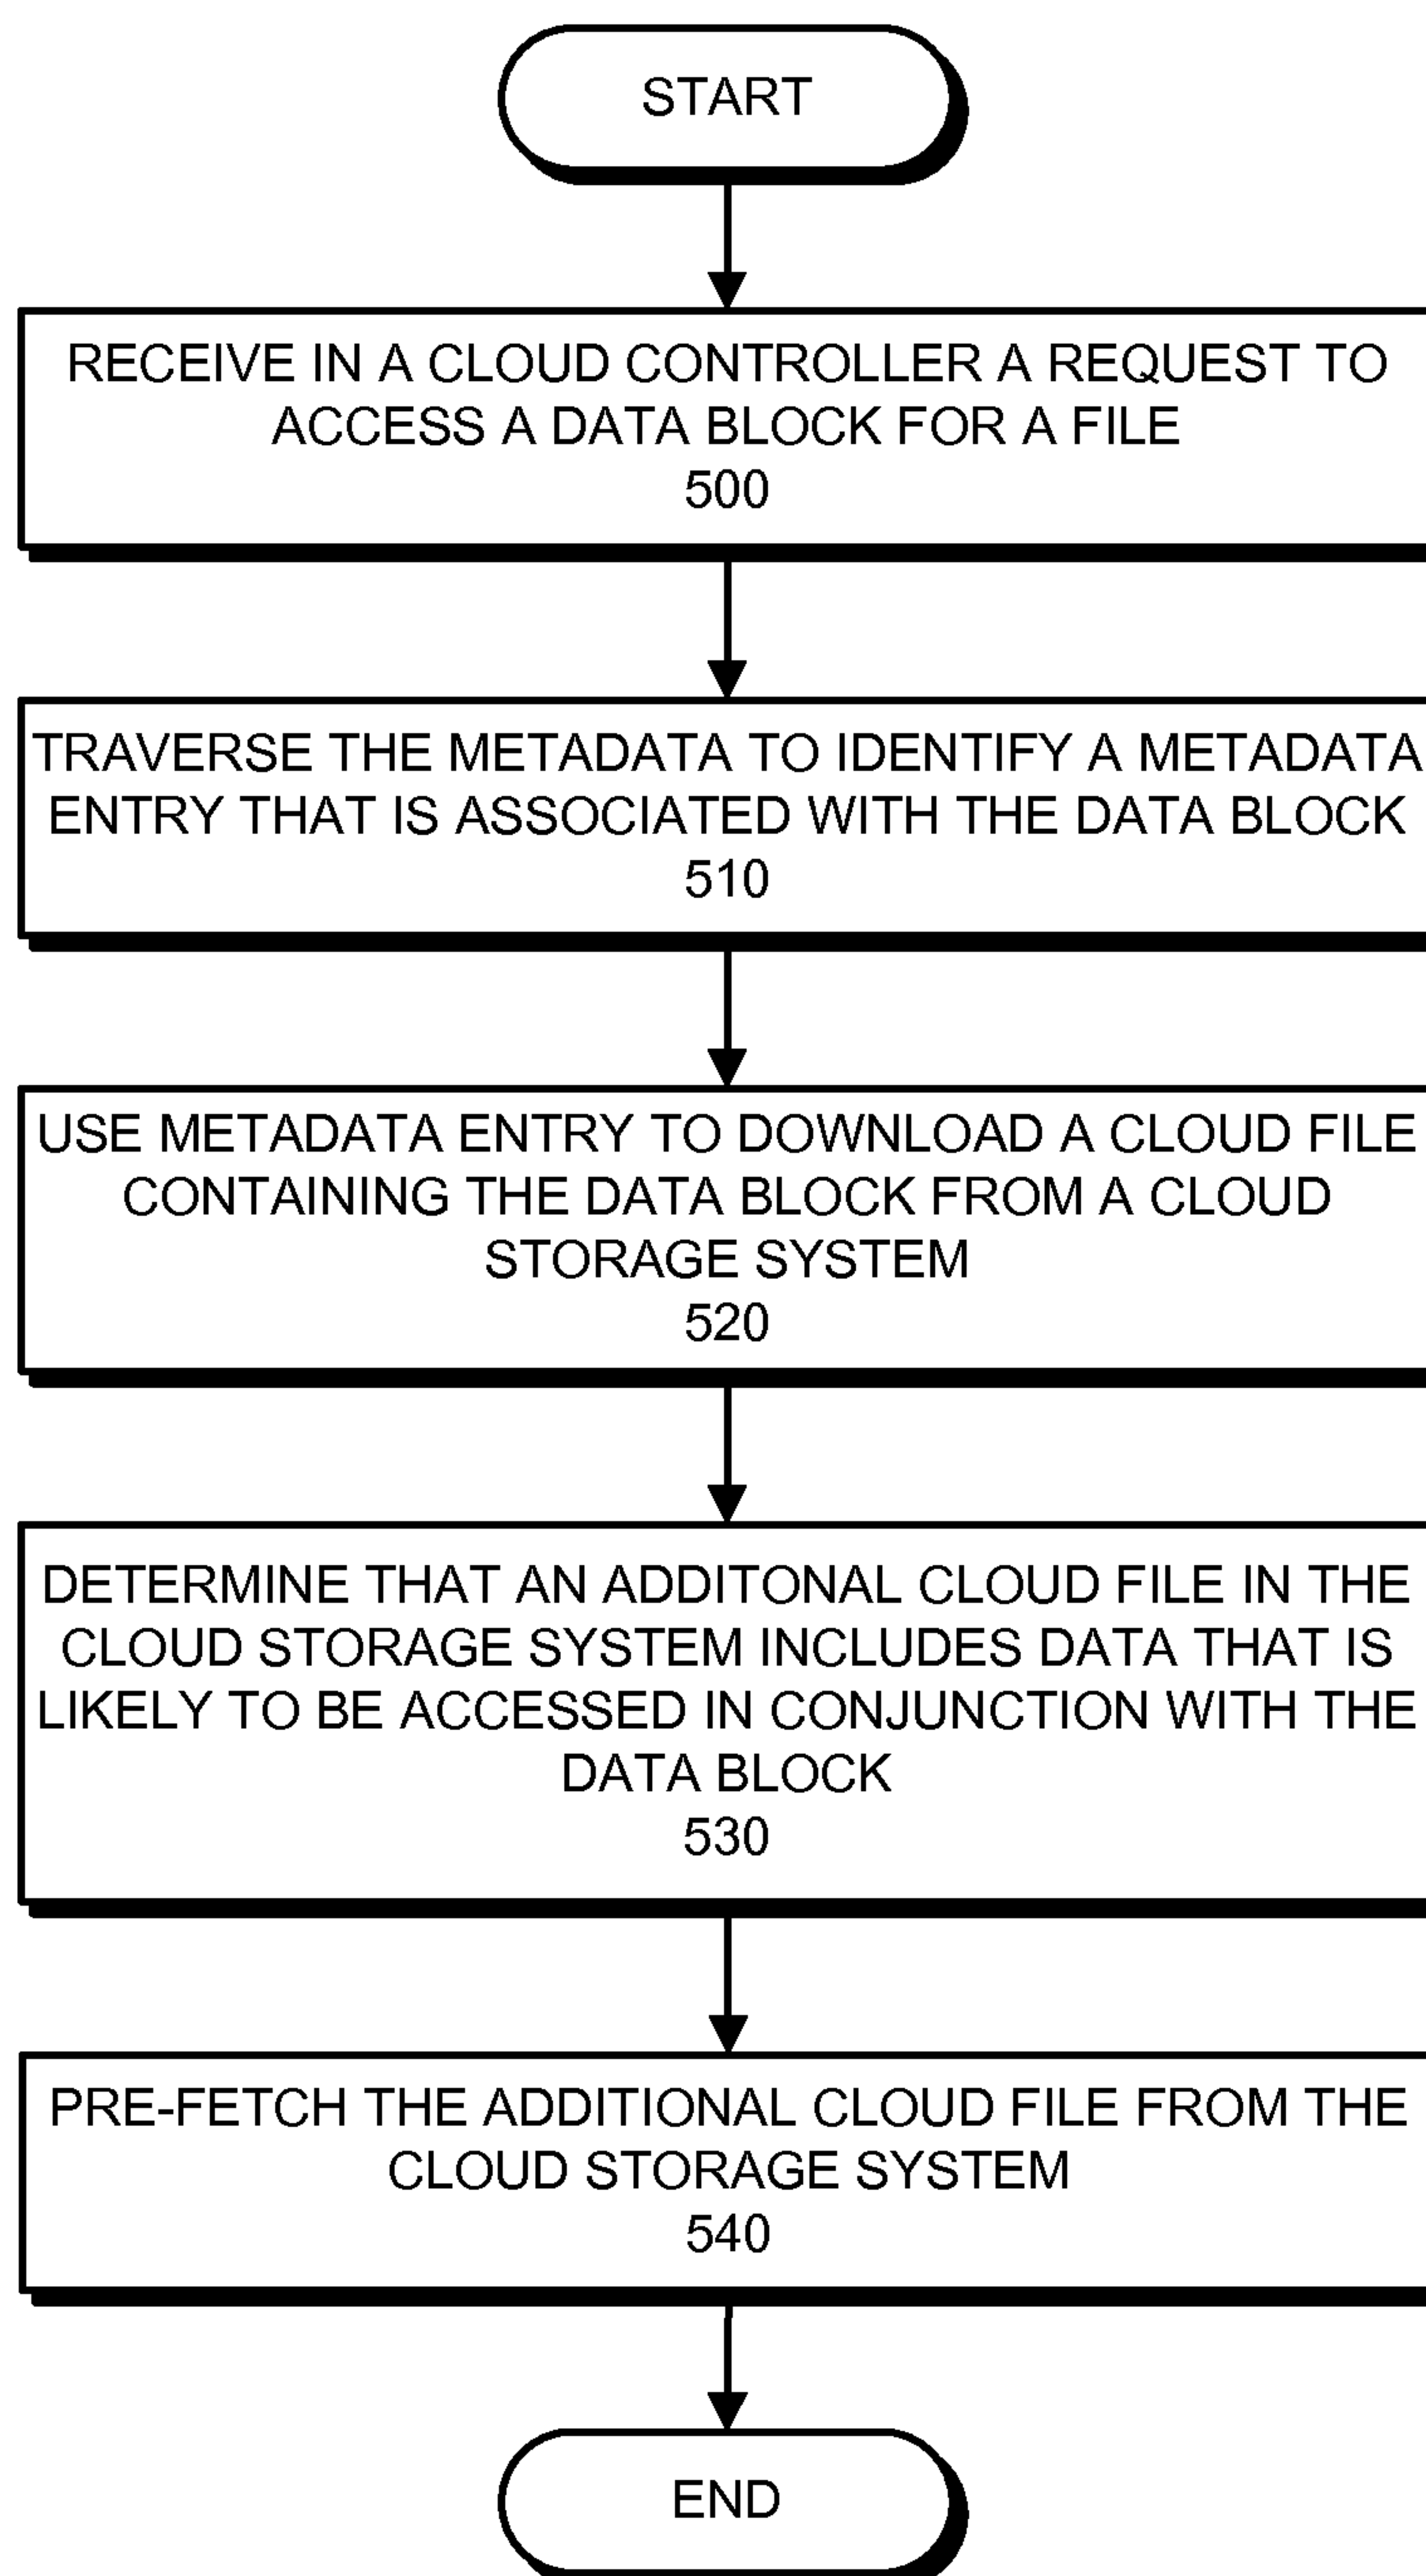 START
RECEIVE IN A CLOUD CONTROLLER A REQUEST TO
ACCESS A DATA BLOCK FOR A FILE
500
TRAVERSE THE METADATA TO IDENTIFY A METADATA
ENTRY THAT IS ASSOCIATED WITH THE DATA BLOCK
510
USE METADATA ENTRY TO DOWNLOAD A CLOUD FILE
CONTAINING THE DATA BLOCK FROM A CLOUD
STORAGE SYSTEM
520
DETERMINE THAT AN ADDITONAL CLOUD FILE IN THE
CLOUD STORAGE SYSTEM INCLUDES DATA THAT IS
LIKELY TO BE ACCESSED IN CONJUNCTION WITH THE
DATA BLOCK
530
PRE-FETCH THE ADDITIONAL CLOUD FILE FROM THE
CLOUD STORAGE SYSTEM
540
END